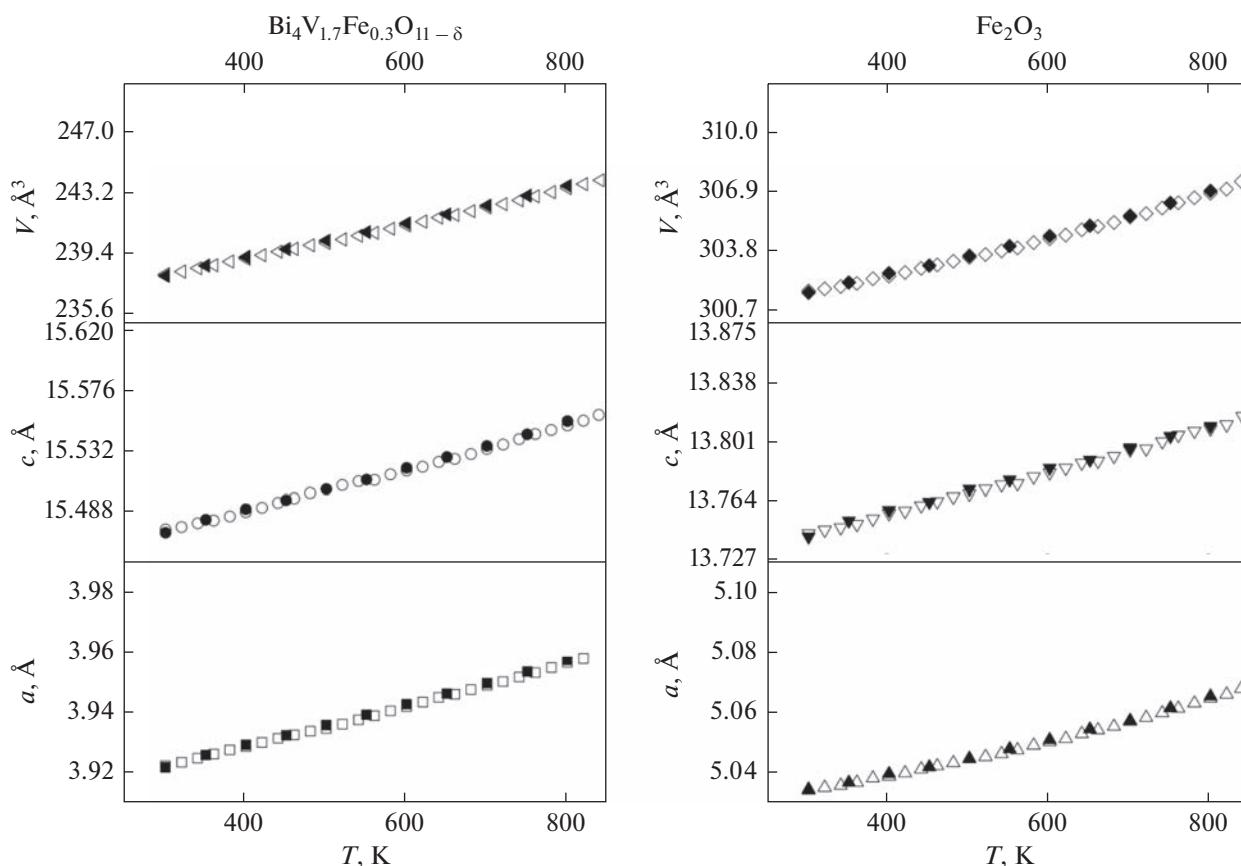 Bi₄V₁.₇Fe₀.₃O₁₁ ₋ δ
400 600 800
V, Å³
247.0
243.2
239.4
235.6
c, Å
15.620
15.576
15.532
15.488
a, Å
3.98
3.96
3.94
3.92
400 600 800
T, K
Fe₂O₃
400 600 800
V, Å³
310.0
306.9
303.8
300.7
c, Å
13.875
13.838
13.801
13.764
13.727
a, Å
5.10
5.08
5.06
5.04
400 600 800
T, K